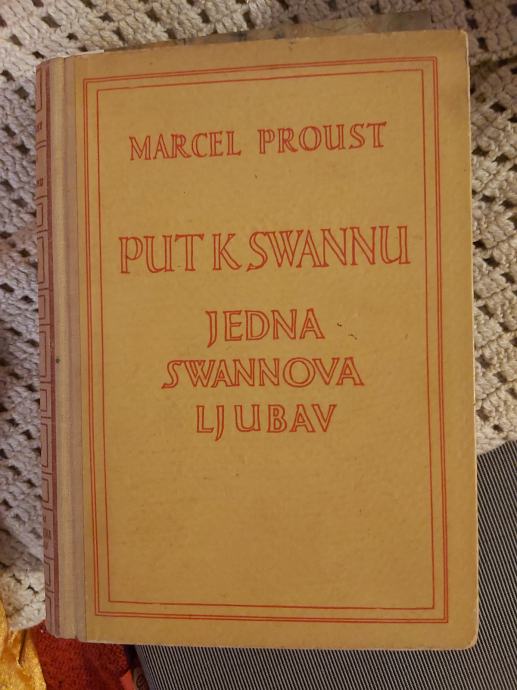 MARCEL PROUST
PUT K SWANNU
JEDNA
SWANNOVA
LJUBAV